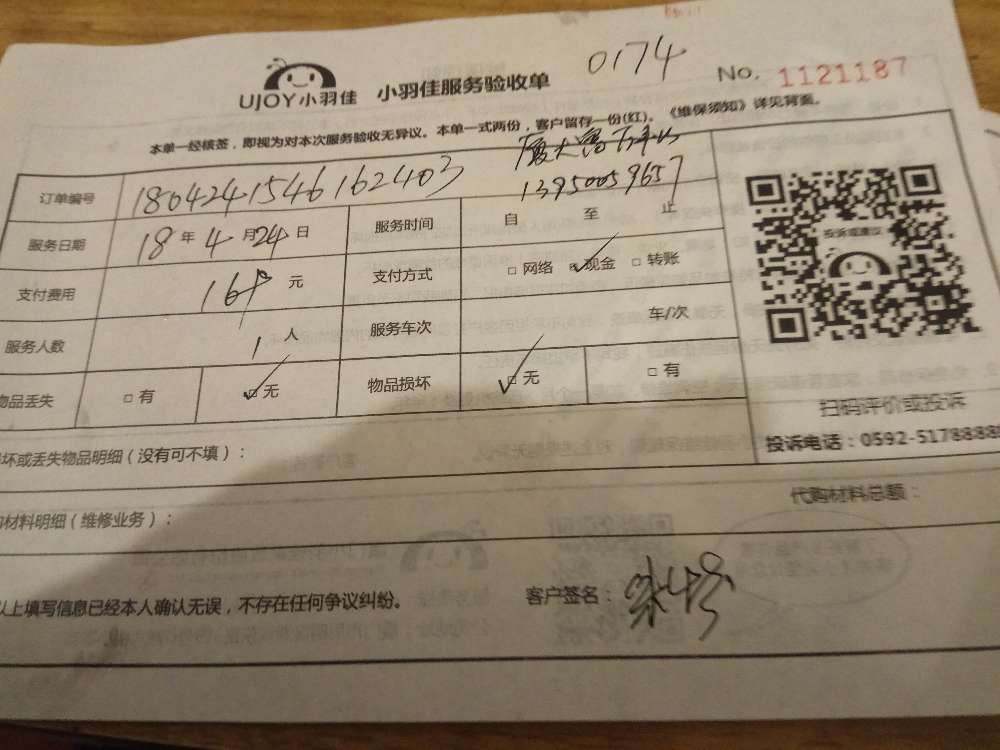 UJOY小羽佳 小羽佳服务验收单 0174 No. 1121187
本单一经核签，即视为对本次服务验收无异议。本单一式两份，客户留存一份(红)。《维保须知》详见背面。
订单编号 1804241546162403
13950059657
服务日期 18年4月24日 服务时间 自 至 止
支付费用 元 支付方式 □网络 □现金 □转账
服务人数 1人 服务车次 车/次
物品丢失 □有 □无 物品损坏 □无 □有
投诉或建议
扫码评价或投诉
投诉电话：0592-5178888
坏或丢失物品明细（没有可不填）：
购材料明细（维修业务）： 代购材料总额：
以上填写信息已经本人确认无误，不存在任何争议纠纷。 客户签名：